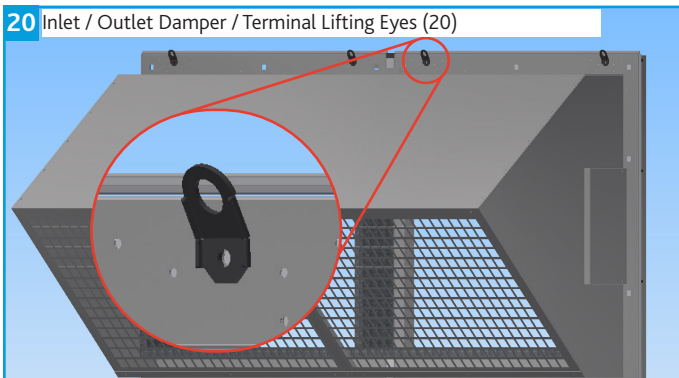 20 Inlet / Outlet Damper / Terminal Lifting Eyes (20)